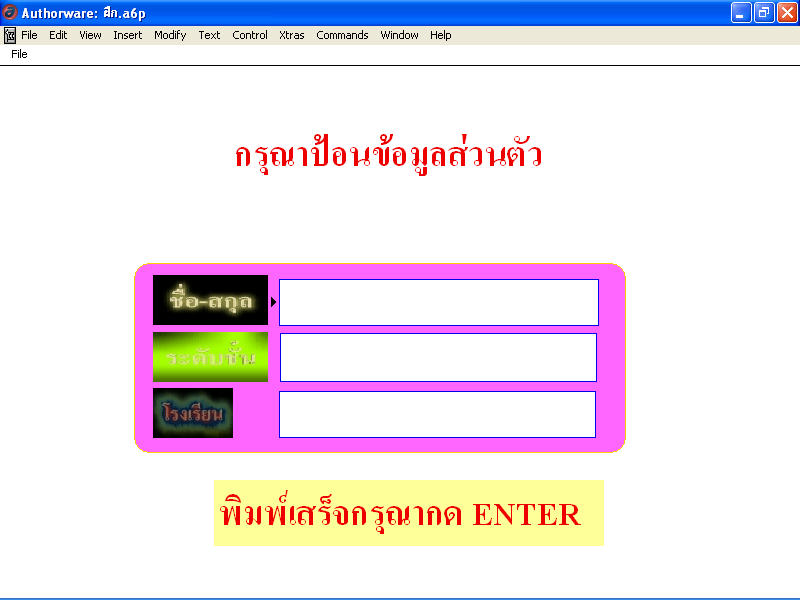 Authorware: ฝึก.a6p
File Edit View Insert Modify Text Control Xtras Commands Window Help
File
กรุณาป้อนข้อมูลส่วนตัว
ชื่อ-สกุล
ระดับชั้น
โรงเรียน
พิมพ์เสร็จกรุณากด ENTER